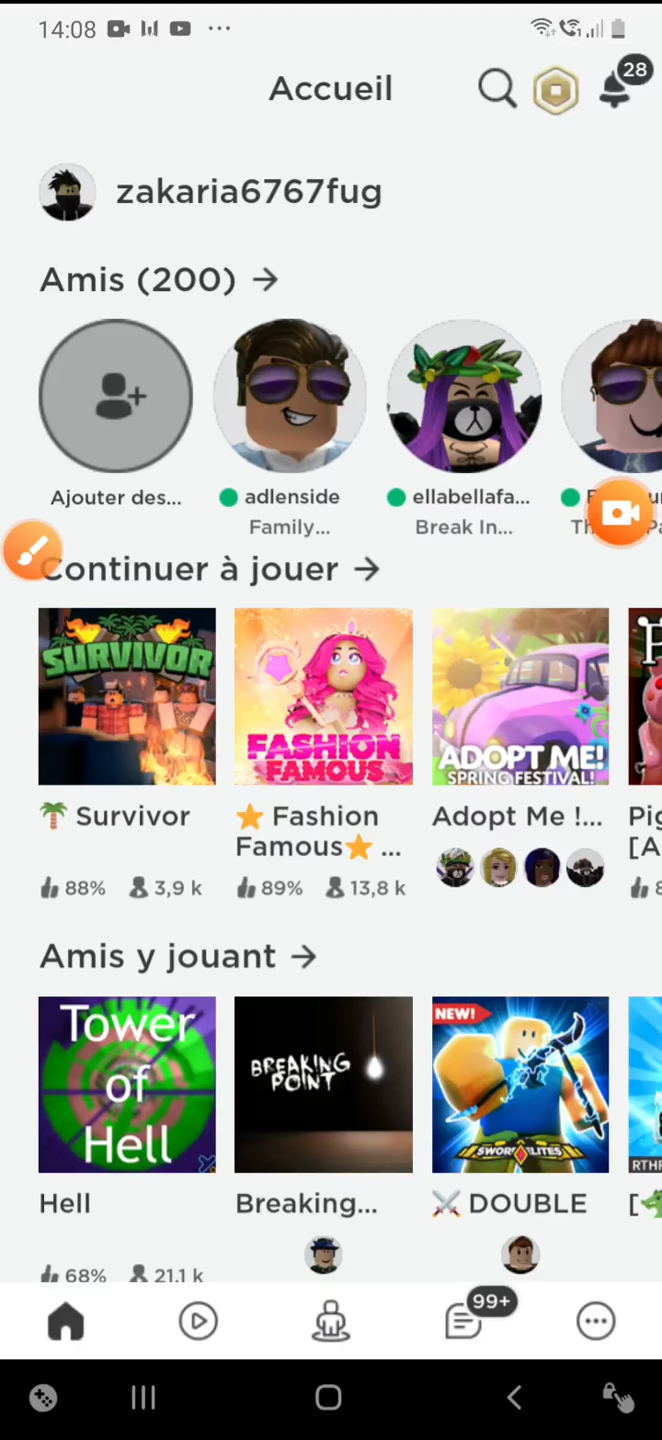 14:08
28
Accueil
zakaria6767fug
Amis (200) →
Ajouter des...
adlenside
ellabellafa...
Family...
Break In...
Continuer à jouer →
SURVIVOR
FASHION
FAMOUS
ADOPT ME!
SPRING FESTIVAL!
🌴 Survivor
⭐ Fashion
Famous⭐ ...
Adopt Me !...
88%
3,9 k
89%
13,8 k
Amis y jouant →
Tower
of
Hell
BREAKING
POINT
NEW!
Hell
Breaking...
⚔️ DOUBLE
68%
21,1 k
99+